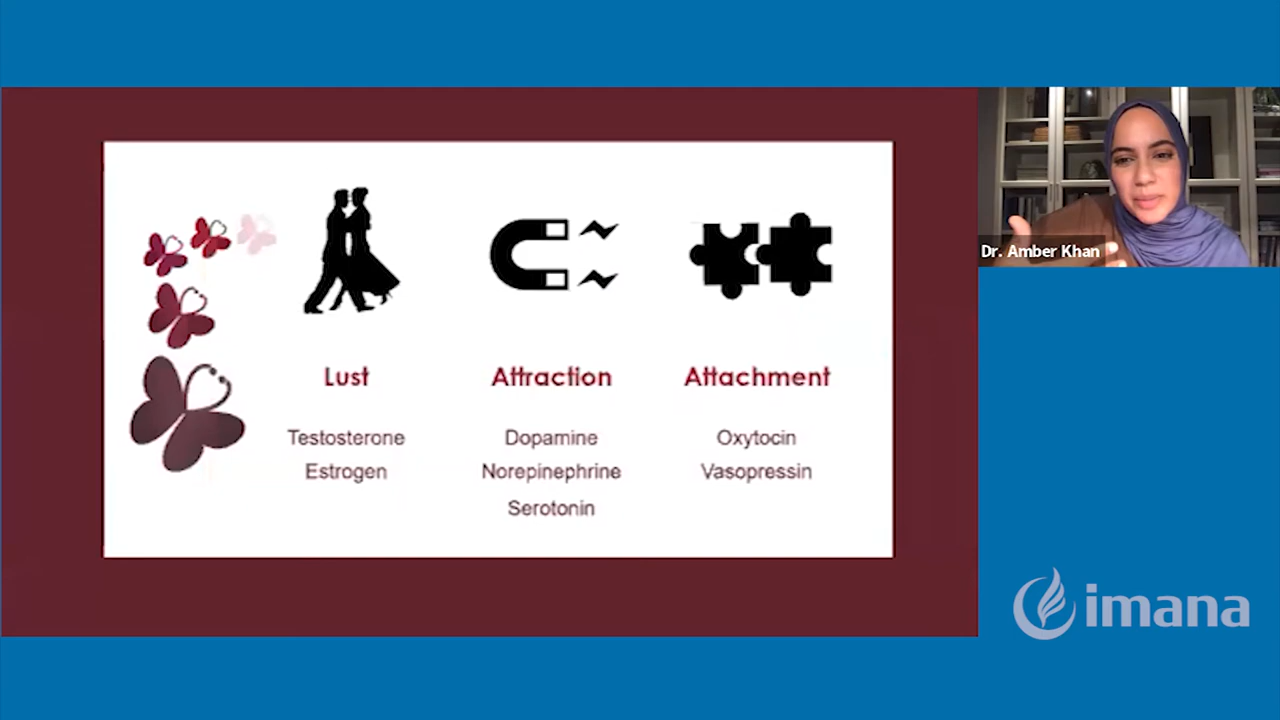 Lust
Attraction
Attachment
Testosterone
Estrogen
Dopamine
Norepinephrine
Serotonin
Oxytocin
Vasopressin
Dr. Amber Khan
imana